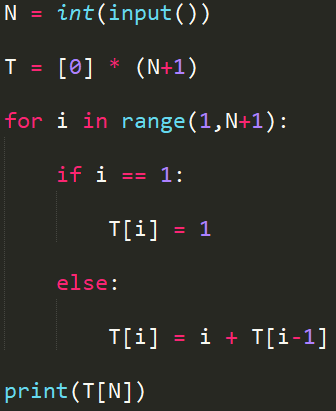 N = int(input())
T = [0] * (N+1)
for i in range(1,N+1):
    if i == 1:
        T[i] = 1
    else:
        T[i] = i + T[i-1]
print(T[N])